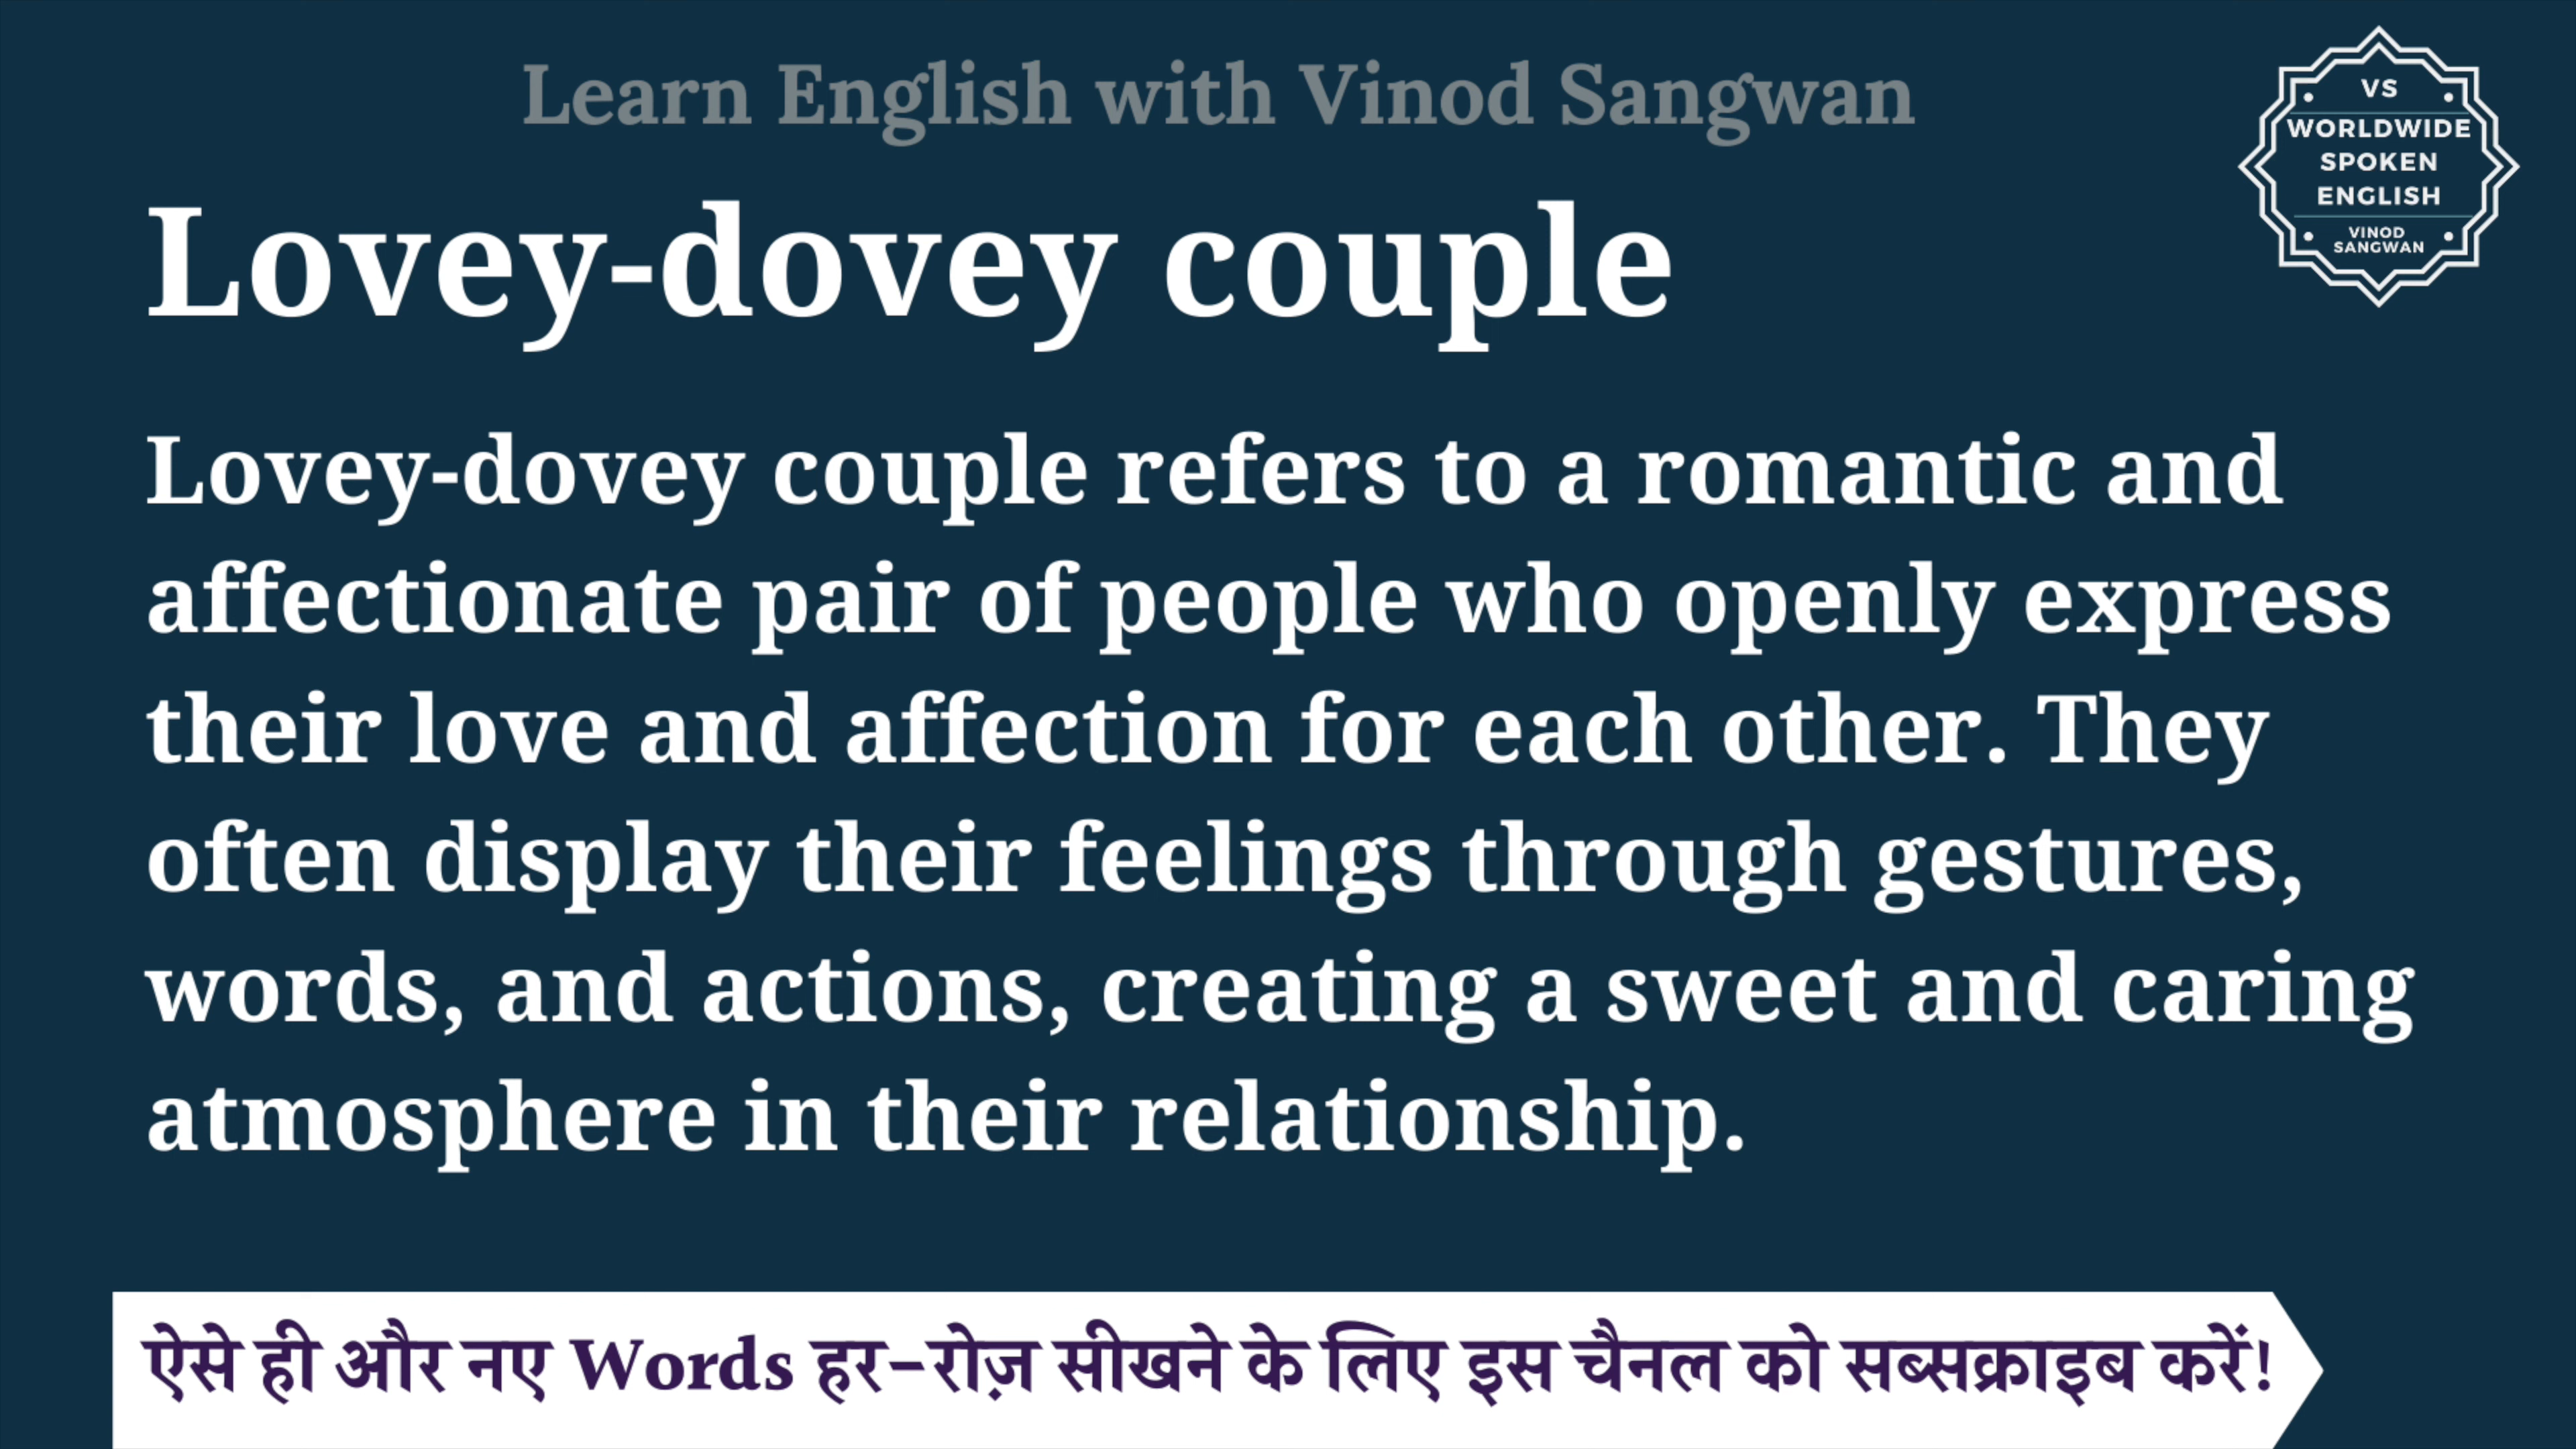 Learn English with Vinod Sangwan
VS
WORLDWIDE
SPOKEN
ENGLISH
VINOD
SANGWAN
Lovey-dovey couple
Lovey-dovey couple refers to a romantic and
affectionate pair of people who openly express
their love and affection for each other. They
often display their feelings through gestures,
words, and actions, creating a sweet and caring
atmosphere in their relationship.
ऐसे ही और नए Words हर-रोज़ सीखने के लिए इस चैनल को सब्सक्राइब करें!